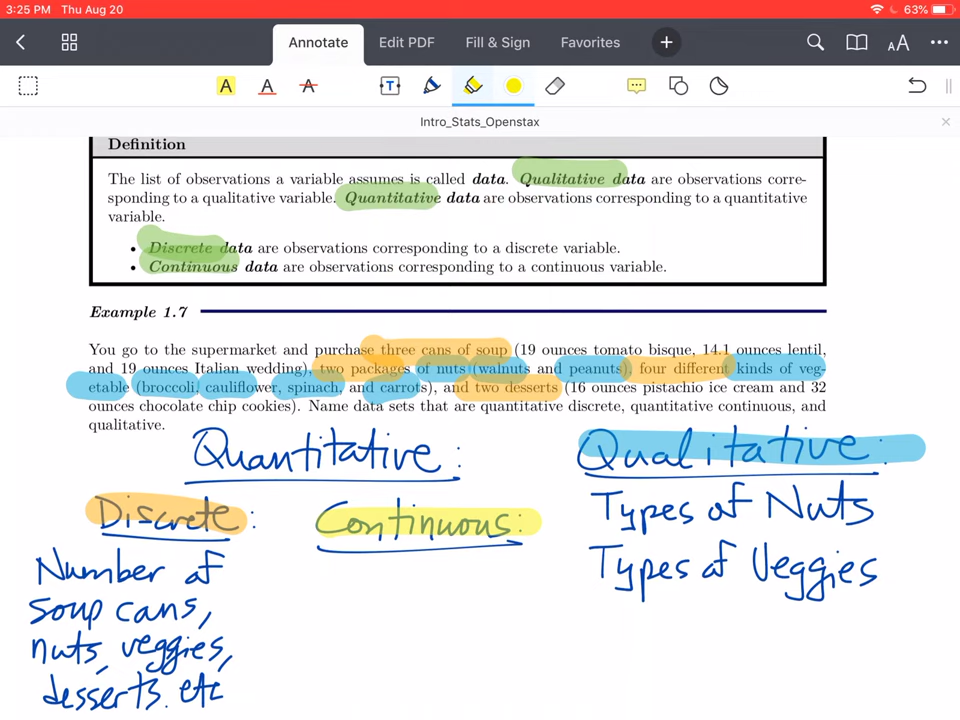 3:25 PM Thu Aug 20 63%
Annotate Edit PDF Fill & Sign Favorites
Intro_Stats_Openstax
Definition
The list of observations a variable assumes is called data. Qualitative data are observations corre-
sponding to a qualitative variable. Quantitative data are observations corresponding to a quantitative
variable.
• Discrete data are observations corresponding to a discrete variable.
• Continuous data are observations corresponding to a continuous variable.
Example 1.7
You go to the supermarket and purchase three cans of soup (19 ounces tomato bisque, 14.1 ounces lentil,
and 19 ounces Italian wedding), two packages of nuts (walnuts and peanuts), four different kinds of veg-
etable (broccoli, cauliflower, spinach, and carrots), and two desserts (16 ounces pistachio ice cream and 32
ounces chocolate chip cookies). Name data sets that are quantitative discrete, quantitative continuous, and
qualitative.
Quantitative: Qualitative:
Discrete: Continuous: Types of Nuts
Number of Types of Veggies
soup cans,
nuts, veggies,
desserts. etc